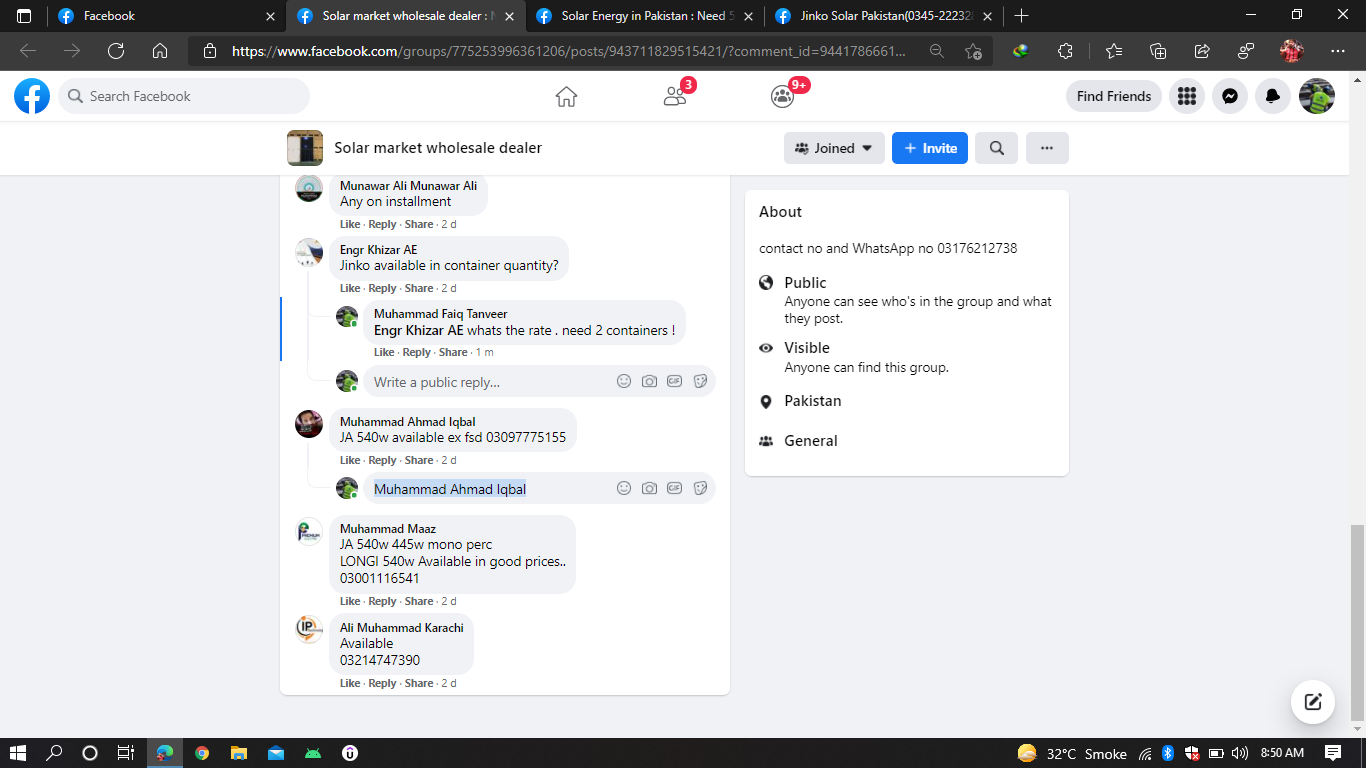 Facebook
Solar market wholesale dealer :
Solar Energy in Pakistan : Need
Jinko Solar Pakistan(0345-22232
https://www.facebook.com/groups/775253996361206/posts/943711829515421/?comment_id=9441786661...
Search Facebook
3
9+
Find Friends
Solar market wholesale dealer
Joined
+ Invite
Munawar Ali Munawar Ali
Any on installment
Like · Reply · Share · 2 d
Engr Khizar AE
Jinko available in container quantity?
Like · Reply · Share · 2 d
Muhammad Faiq Tanveer
Engr Khizar AE whats the rate . need 2 containers !
Like · Reply · Share · 1 m
Write a public reply...
GIF
Muhammad Ahmad Iqbal
JA 540w available ex fsd 03097775155
Like · Reply · Share · 2 d
Muhammad Ahmad Iqbal
GIF
Muhammad Maaz
JA 540w 445w mono perc
LONGI 540w Available in good prices..
03001116541
Like · Reply · Share · 2 d
Ali Muhammad Karachi
Available
03214747390
Like · Reply · Share · 2 d
About
contact no and WhatsApp no 03176212738
Public
Anyone can see who's in the group and what
they post.
Visible
Anyone can find this group.
Pakistan
General
32°C Smoke
8:50 AM